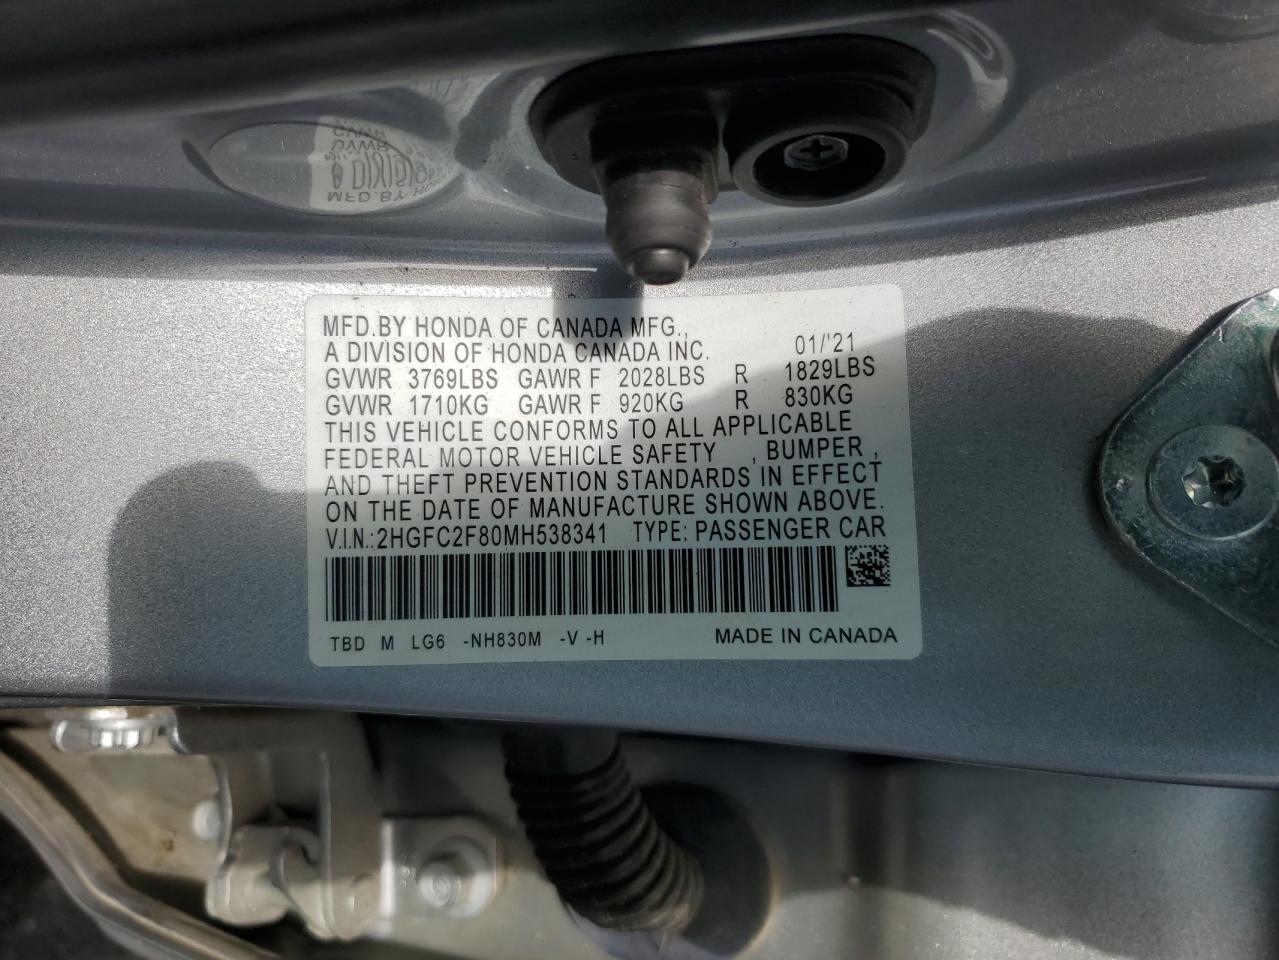 MFD.BY HONDA OF CANADA MFG.,
A DIVISION OF HONDA CANADA INC. 01/'21
GVWR 3769LBS GAWR F 2028LBS R 1829LBS
GVWR 1710KG GAWR F 920KG R 830KG
THIS VEHICLE CONFORMS TO ALL APPLICABLE
FEDERAL MOTOR VEHICLE SAFETY , BUMPER ,
AND THEFT PREVENTION STANDARDS IN EFFECT
ON THE DATE OF MANUFACTURE SHOWN ABOVE.
V.I.N.:2HGFC2F80MH538341 TYPE: PASSENGER CAR
TBD M LG6 -NH830M -V -H MADE IN CANADA